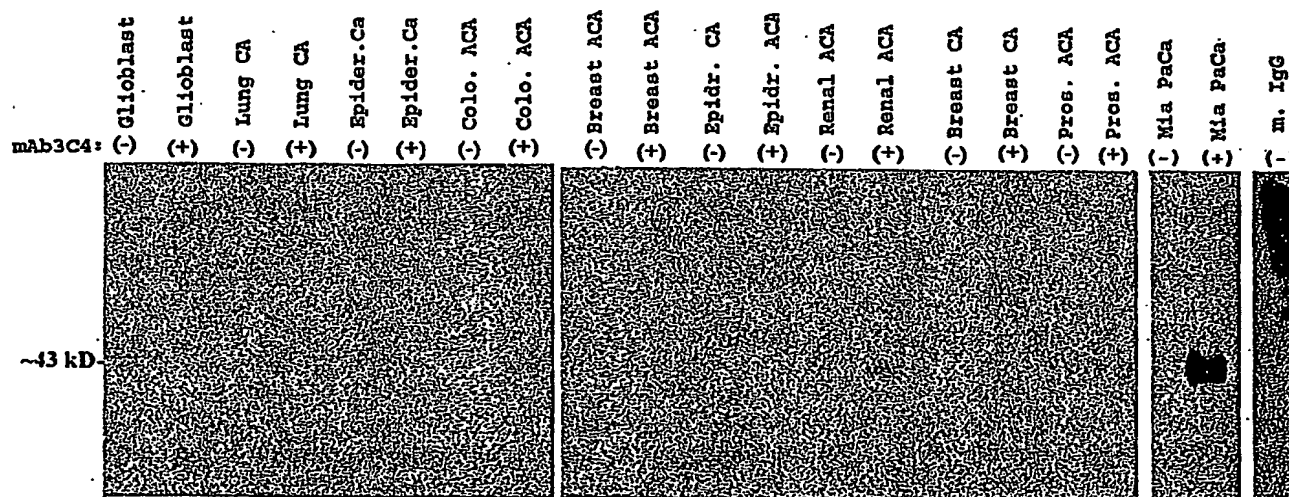 Glioblast
Glioblast
Lung CA
Lung CA
Epider.Ca
Epider.Ca
Colo. ACA
Colo. ACA
Breast ACA
Breast ACA
Epidr. CA
Epidr. ACA
Renal ACA
Renal ACA
Breast CA
Breast CA
Pros. ACA
Pros. ACA
Mia PaCa
Mia PaCa
m. IgG
mAb3C4: (-) (+) (-) (+) (-) (+) (-) (+) (-) (+) (-) (+) (-) (+) (-) (+) (-) (+) (-) (+) (-)
~43 kD-